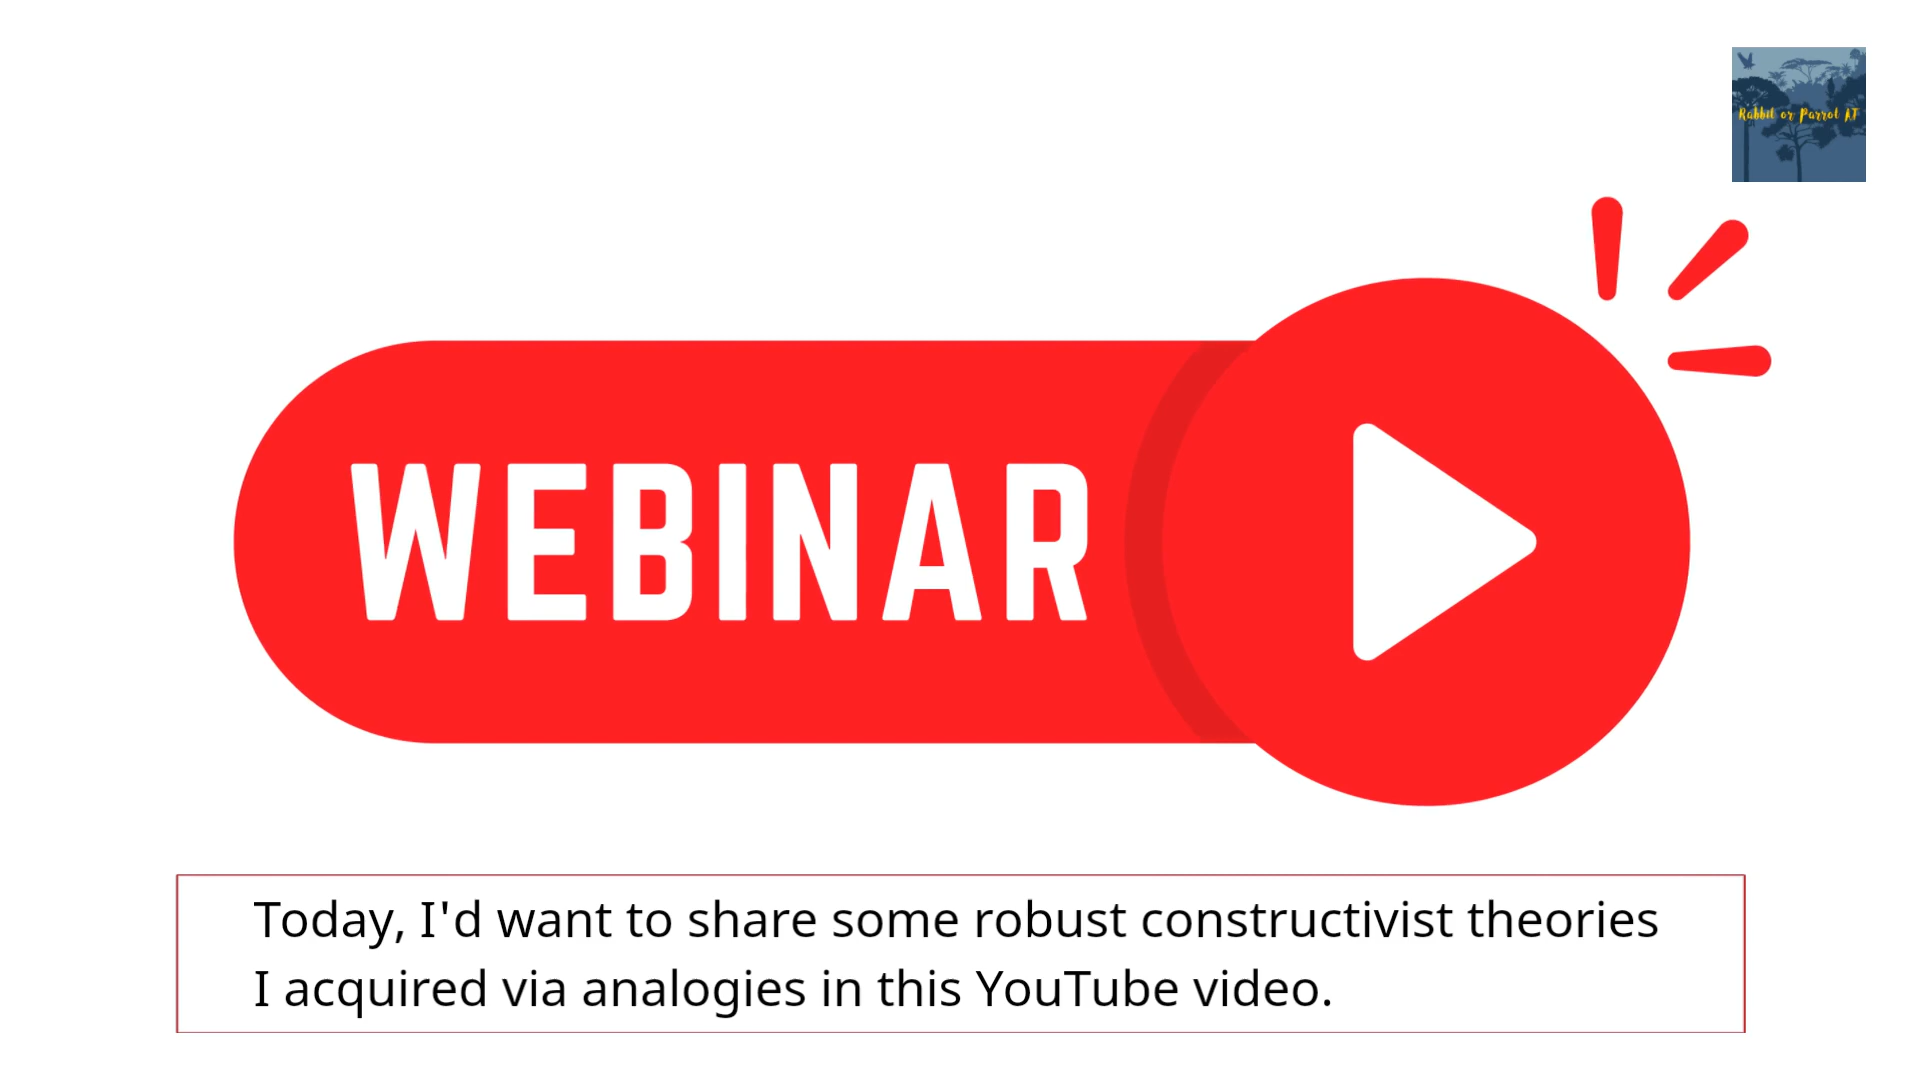 Rabbit or Parrot AT
WEBINAR
Today, I'd want to share some robust constructivist theories
I acquired via analogies in this YouTube video.